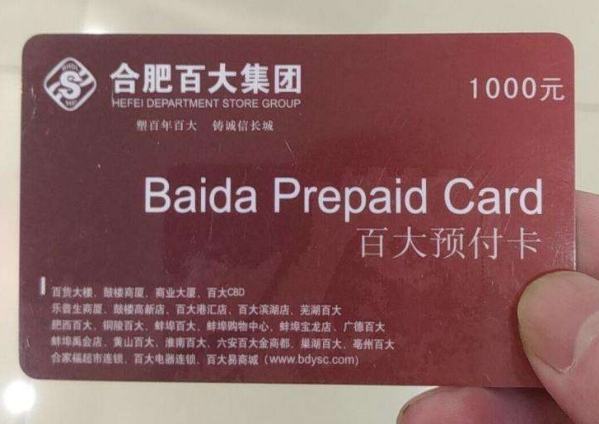 合肥百大集团
HEFEI DEPARTMENT STORE GROUP
塑百年百大 铸诚信长城
1000元
Baida Prepaid Card
百大预付卡
百货大楼、鼓楼商厦、商业大厦、百大CBD
乐普生商厦、鼓楼高新店、百大港汇店、百大滨湖店、芜湖百大
肥西百大、铜陵百大、蚌埠百大、蚌埠购物中心、蚌埠宝龙店、广德百大
蚌埠禹会店、黄山百大、淮南百大、六安百大金商都、巢湖百大、亳州百大
合家福超市连锁、百大电器连锁、百大易商城（www.bdysc.com）